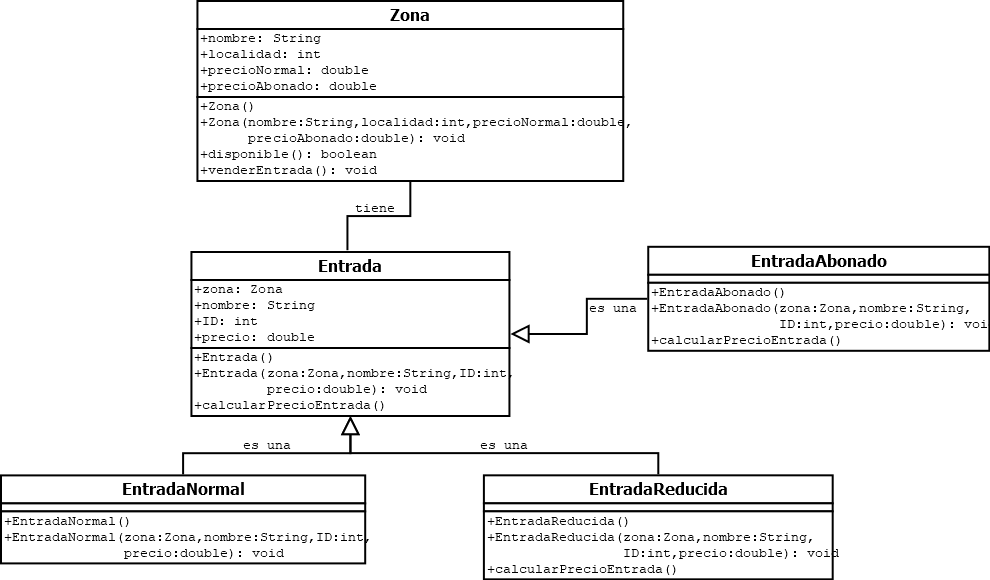 Zona
+nombre: String
+localidad: int
+precioNormal: double
+precioAbonado: double
+Zona()
+Zona(nombre:String,localidad:int,precioNormal:double,
precioAbonado:double): void
+disponible(): boolean
+venderEntrada(): void
tiene
Entrada
+zona: Zona
+nombre: String
+ID: int
+precio: double
+Entrada()
+Entrada(zona:Zona,nombre:String,ID:int,
precio:double): void
+calcularPrecioEntrada()
es una
EntradaAbonado
+EntradaAbonado()
+EntradaAbonado(zona:Zona,nombre:String,
ID:int,precio:double): voi
+calcularPrecioEntrada()
es una
es una
EntradaNormal
+EntradaNormal()
+EntradaNormal(zona:Zona,nombre:String,ID:int,
precio:double): void
EntradaReducida
+EntradaReducida()
+EntradaReducida(zona:Zona,nombre:String,
ID:int,precio:double): void
+calcularPrecioEntrada()